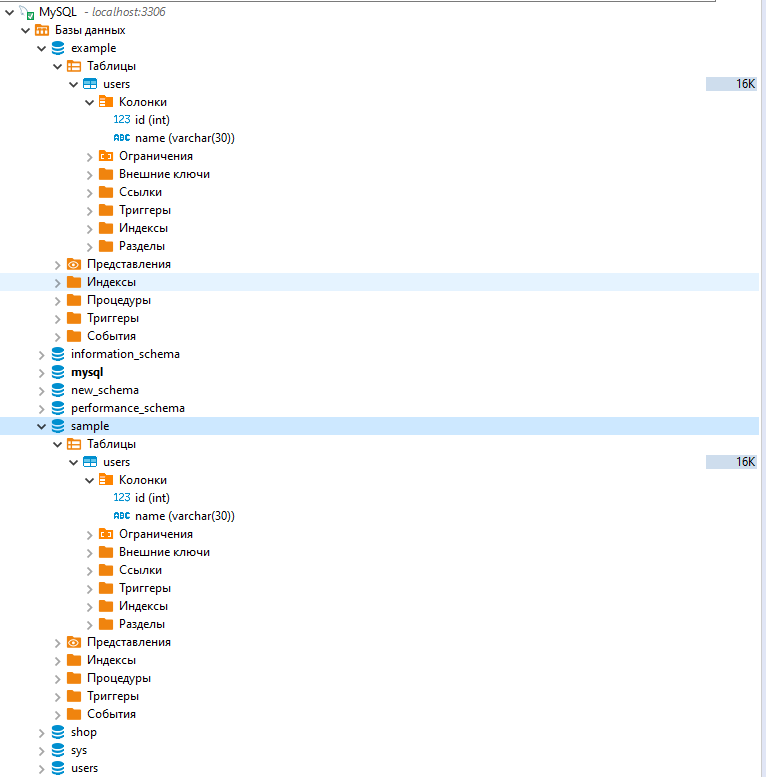 MySQL - localhost:3306
Базы данных
example
Таблицы
users 16K
Колонки
123 id (int)
ABC name (varchar(30))
Ограничения
Внешние ключи
Ссылки
Триггеры
Индексы
Разделы
Представления
Индексы
Процедуры
Триггеры
События
information_schema
mysql
new_schema
performance_schema
sample
Таблицы
users 16K
Колонки
123 id (int)
ABC name (varchar(30))
Ограничения
Внешние ключи
Ссылки
Триггеры
Индексы
Разделы
Представления
Индексы
Процедуры
Триггеры
События
shop
sys
users